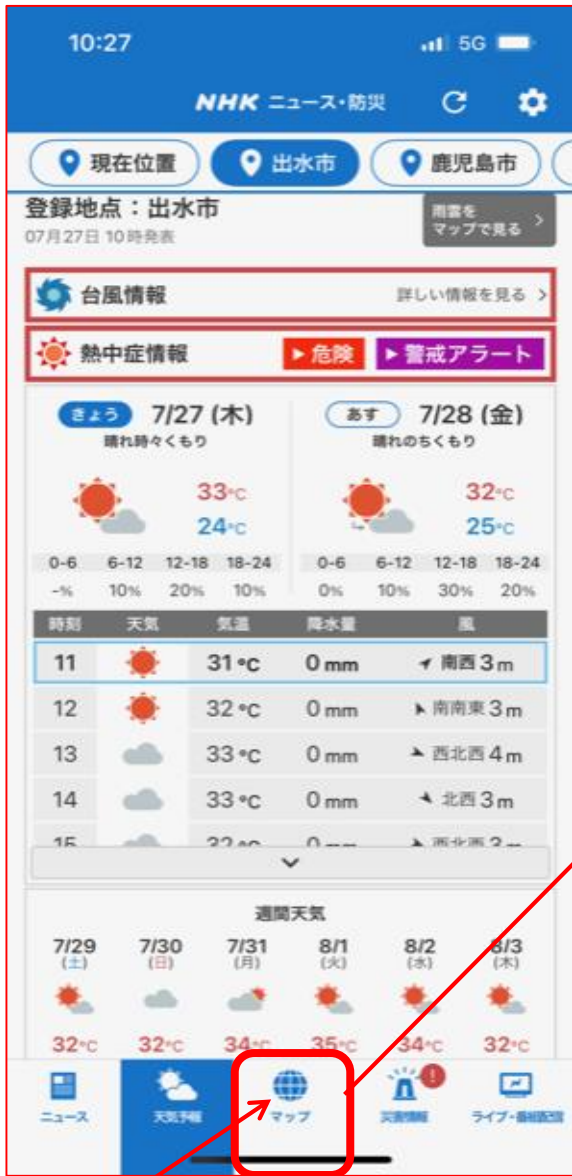 10:27 5G
NHK ニュース・防災
現在位置 出水市 鹿児島市
登録地点：出水市
07月27日 10時発表
雨雲を
マップで見る
台風情報 詳しい情報を見る
熱中症情報 危険 警戒アラート
きょう 7/27 (木) あす 7/28 (金)
晴れ時々くもり 晴れのちくもり
33℃ 32℃
24℃ 25℃
0-6 6-12 12-18 18-24 0-6 6-12 12-18 18-24
-% 10% 20% 10% 0% 10% 30% 20%
時刻 天気 気温 降水量 風
11 31℃ 0mm 南西3m
12 32℃ 0mm 南南東3m
13 33℃ 0mm 西北西4m
14 33℃ 0mm 北西3m
週間天気
7/29 7/30 7/31 8/1 8/2 8/3
(土) (日) (月) (火) (水) (木)
32℃ 32℃ 34℃ 35℃ 34℃ 32℃
ニュース 天気予報 マップ 災害情報 ライブ・番組配信